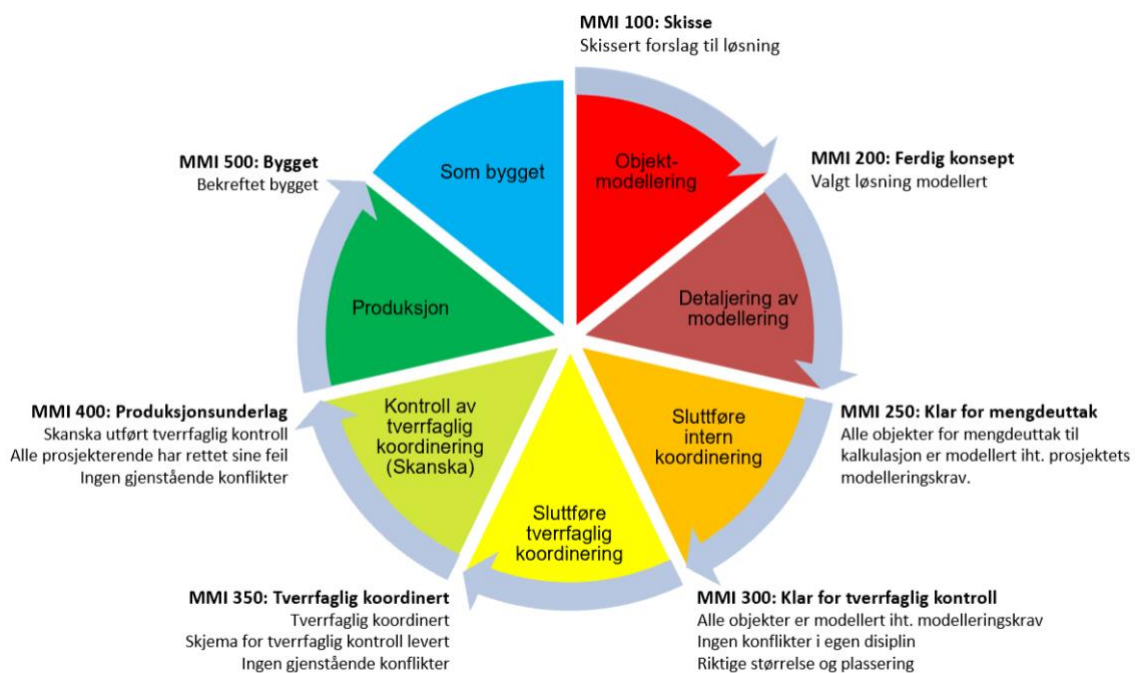 MMI 100: Skisse
Skissert forslag til løsning
Objekt-
modellering
MMI 200: Ferdig konsept
Valgt løsning modellert
Detaljering av
modellering
MMI 250: Klar for mengdeuttak
Alle objekter for mengdeuttak til
kalkulasjon er modellert iht. prosjektets
modelleringskrav.
Sluttføre
intern
koordinering
MMI 300: Klar for tverrfaglig kontroll
Alle objekter er modellert iht. modelleringskrav
Ingen konflikter i egen disiplin
Riktige størrelse og plassering
Sluttføre
tverrfaglig
koordinering
MMI 350: Tverrfaglig koordinert
Tverrfaglig koordinert
Skjema for tverrfaglig kontroll levert
Ingen gjenstående konflikter
Kontroll av
tverrfaglig
koordinering
(Skanska)
MMI 400: Produksjonsunderlag
Skanska utført tverrfaglig kontroll
Alle prosjekterende har rettet sine feil
Ingen gjenstående konflikter
Produksjon
MMI 500: Bygget
Bekreftet bygget
Som bygget